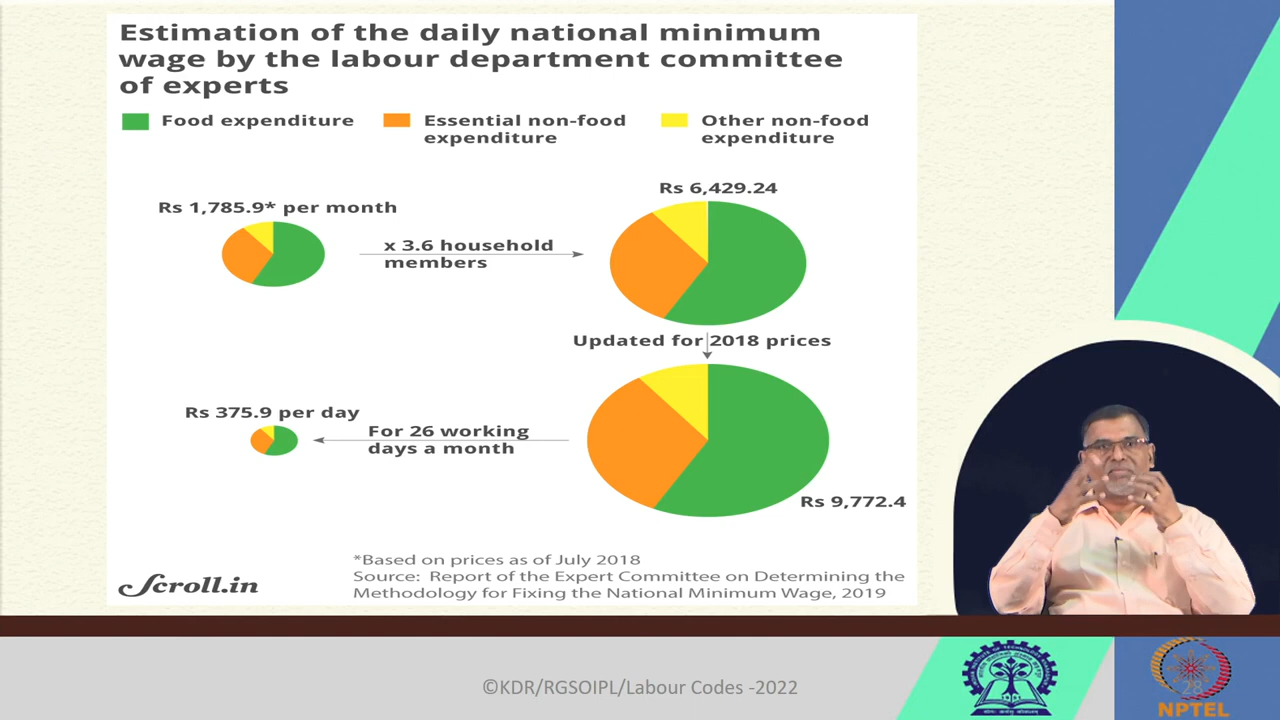 Estimation of the daily national minimum
wage by the labour department committee
of experts
Food expenditure
Essential non-food
expenditure
Other non-food
expenditure
Rs 1,785.9* per month
x 3.6 household
members
Rs 6,429.24
Updated for 2018 prices
Rs 375.9 per day
For 26 working
days a month
Rs 9,772.4
*Based on prices as of July 2018
Source: Report of the Expert Committee on Determining the
Methodology for Fixing the National Minimum Wage, 2019
Scroll.in
©KDR/RGSOIPL/Labour Codes -2022
28
NPTEL